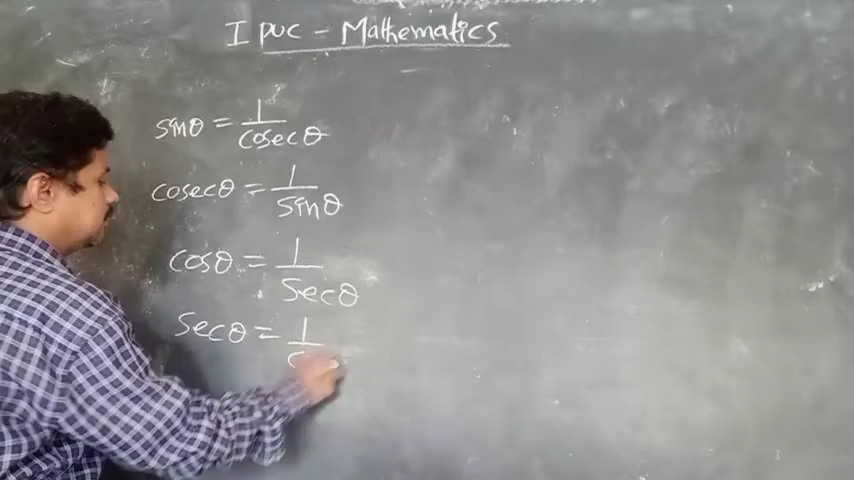 I PUC - Mathematics
sinθ = 1/cosecθ
cosecθ = 1/sinθ
cosθ = 1/secθ
secθ = 1/